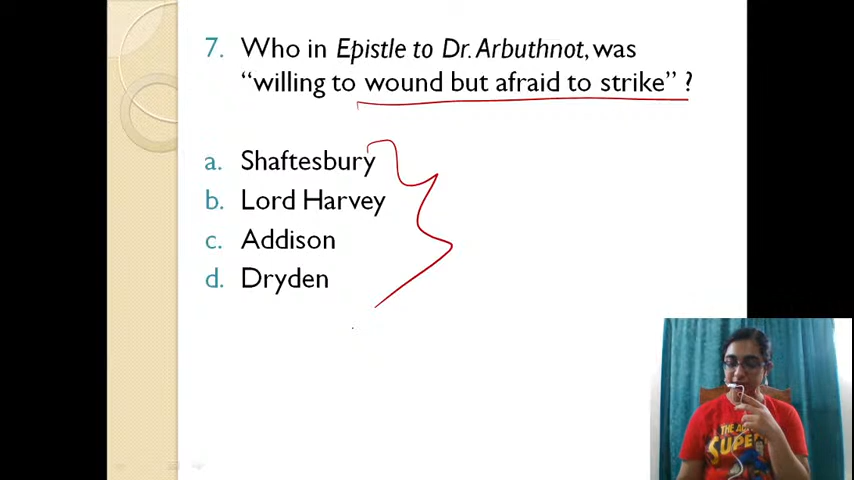 7. Who in Epistle to Dr. Arbuthnot, was
“willing to wound but afraid to strike” ?
a. Shaftesbury
b. Lord Harvey
c. Addison
d. Dryden
SUPER